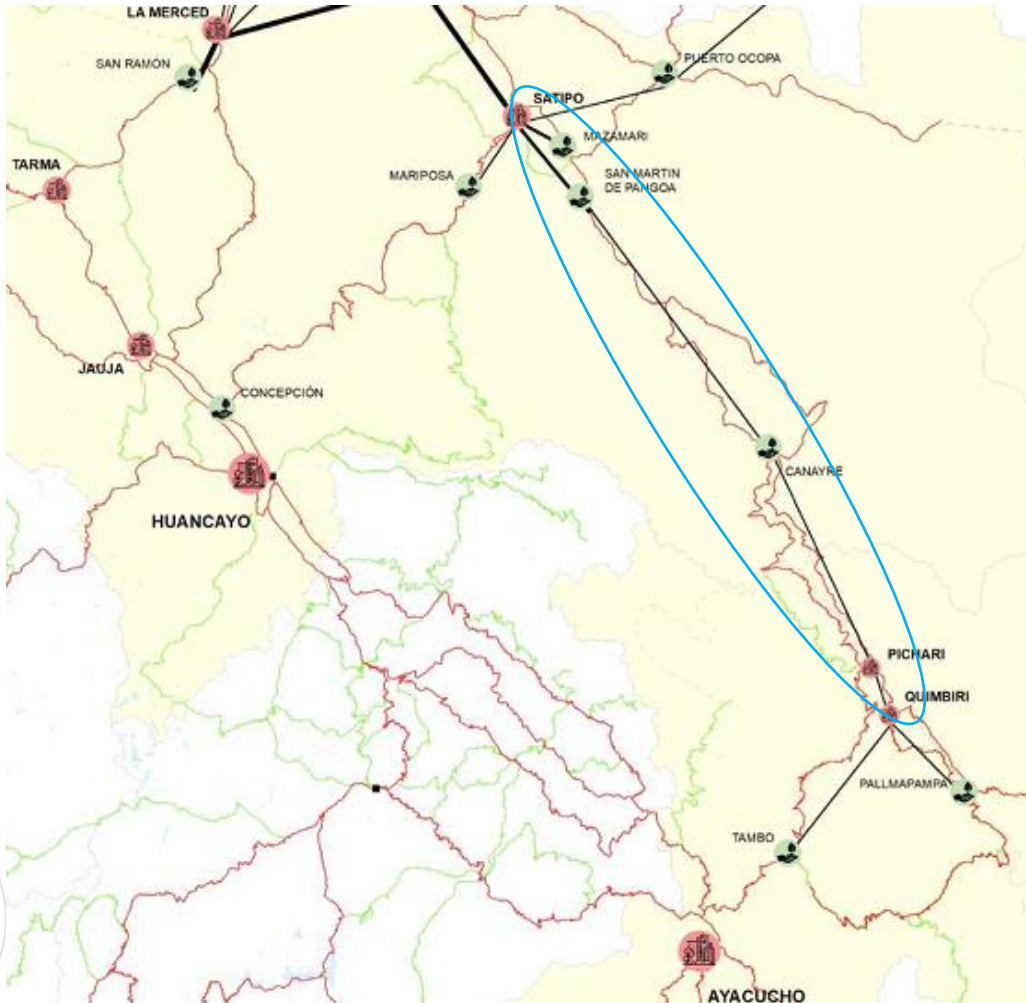 LA MERCED
SAN RAMÓN
PUERTO OCOPA
SATIPO
MAZAMARI
TARMA
MARIPOSA
SAN MARTIN
DE PANGOA
JAUJA
CONCEPCIÓN
CANAYRE
HUANCAYO
PICHARI
QUIMBIRI
PALLMAPAMPA
TAMBO
AYACUCHO